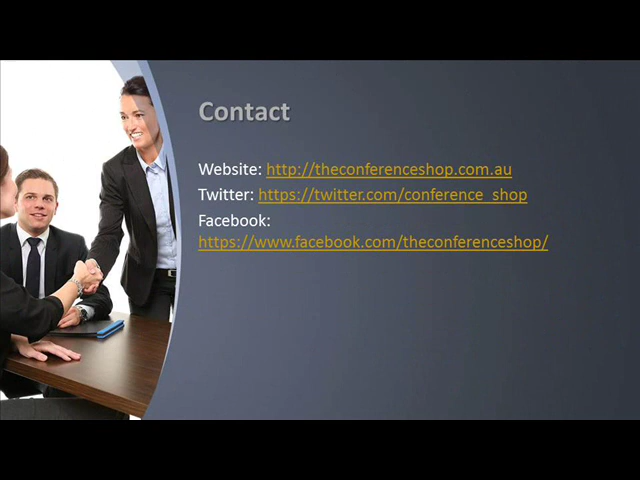 Contact
Website: http://theconferenceshop.com.au
Twitter: https://twitter.com/conference_shop
Facebook:
https://www.facebook.com/theconferenceshop/